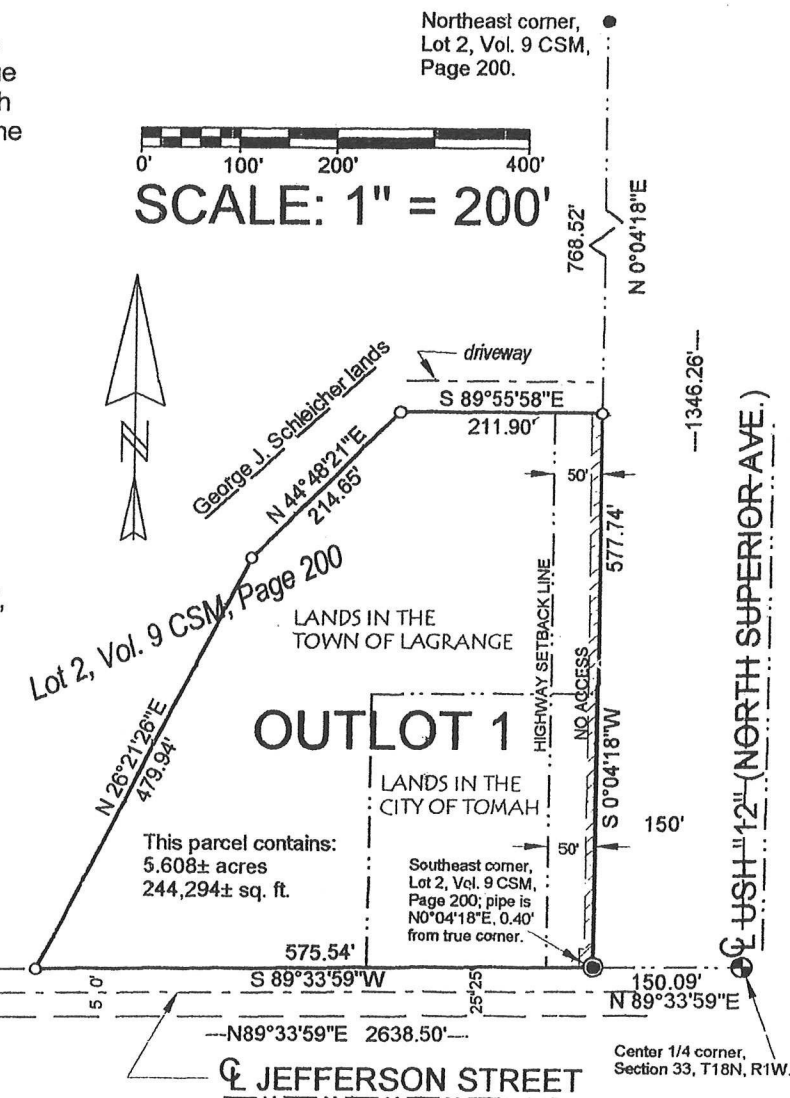 Northeast corner,
Lot 2, Vol. 9 CSM,
Page 200.
0' 100' 200' 400'
SCALE: 1" = 200'
768.52'
N 0°04'18"E
N
driveway
George J. Schleicher lands
S 89°55'58"E
211.90'
—1346.26'—
N 44°48'21"E
214.65'
50'
577.74'
Lot 2, Vol. 9 CSM, Page 200
LANDS IN THE
TOWN OF LAGRANGE
HIGHWAY SETBACK LINE
NO ACCESS
S 0°04'18"W
OUTLOT 1
N 26°21'26"E
479.94'
LANDS IN THE
CITY OF TOMAH
150'
50'
This parcel contains:
5.608± acres
244,294± sq. ft.
Southeast corner,
Lot 2, Vol. 9 CSM,
Page 200; pipe is
N0°04'18"E, 0.40'
from true corner.
℄ USH "12" (NORTH SUPERIOR AVE.)
575.54'
S 89°33'59"W
150.09'
N 89°33'59"E
25' 25'
--N89°33'59"E 2638.50'---
Center 1/4 corner,
Section 33, T18N, R1W.
℄ JEFFERSON STREET